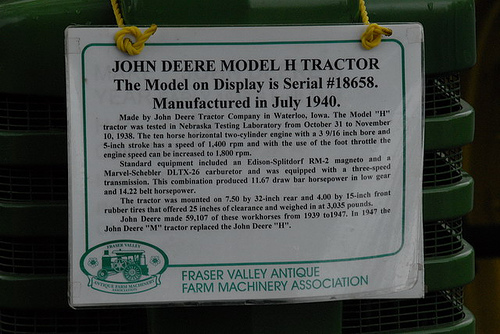 JOHN DEERE MODEL H TRACTOR
The Model on Display is Serial #18658.
Manufactured in July 1940.
Made by John Deere Tractor Company in Waterloo, Iowa. The Model "H"
tractor was tested in Nebraska Testing Laboratory from October 31 to November
10, 1938. The ten horse horizontal two-cylinder engine with a 3 9/16 inch bore and
5-inch stroke has a speed of 1,400 rpm and with the use of the foot throttle the
engine speed can be increased to 1,800 rpm.
Standard equipment included an Edison-Splitdorf RM-2 magneto and a
Marvel-Schebler DLTX-26 carburetor and was equipped with a three-speed
transmission. This combination produced 11.67 draw bar horsepower in low gear
and 14.22 belt horsepower.
The tractor was mounted on 7.50 by 32-inch rear and 4.00 by 15-inch front
rubber tires that offered 25 inches of clearance and weighed in at 3,035 pounds.
John Deere made 59,107 of these workhorses from 1939 to1947. In 1947 the
John Deere "M" tractor replaced the John Deere "H".
FRASER VALLEY
ANTIQUE FARM MACHINERY
ASSOCIATION
FRASER VALLEY ANTIQUE
FARM MACHINERY ASSOCIATION